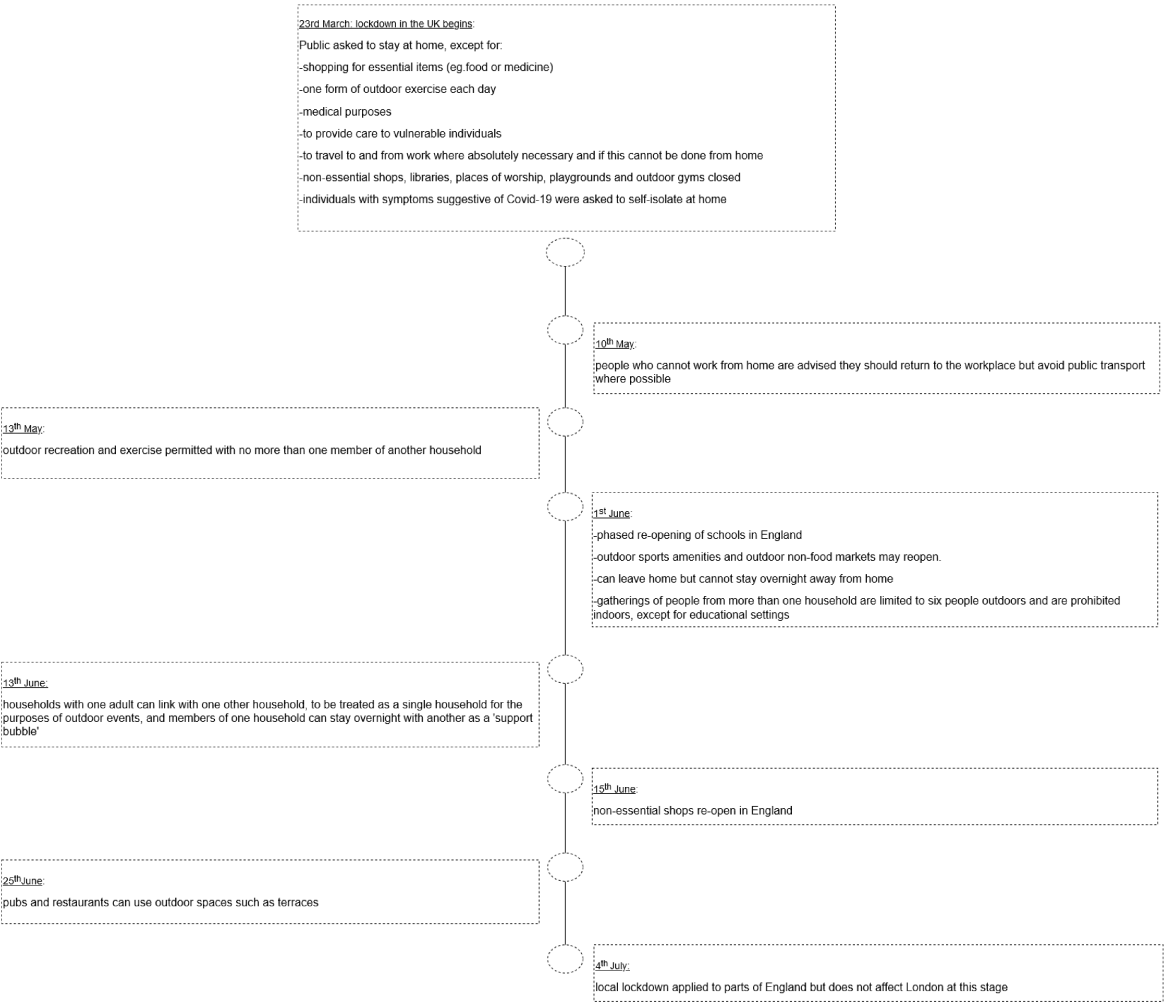 23rd March: lockdown in the UK begins:
Public asked to stay at home, except for:
-shopping for essential items (eg.food or medicine)
-one form of outdoor exercise each day
-medical purposes
-to provide care to vulnerable individuals
-to travel to and from work where absolutely necessary and if this cannot be done from home
-non-essential shops, libraries, places of worship, playgrounds and outdoor gyms closed
-individuals with symptoms suggestive of Covid-19 were asked to self-isolate at home
10th May:
people who cannot work from home are advised they should return to the workplace but avoid public transport
where possible
13th May:
outdoor recreation and exercise permitted with no more than one member of another household
1st June:
-phased re-opening of schools in England
-outdoor sports amenities and outdoor non-food markets may reopen.
-can leave home but cannot stay overnight away from home
-gatherings of people from more than one household are limited to six people outdoors and are prohibited
indoors, except for educational settings
13th June:
households with one adult can link with one other household, to be treated as a single household for the
purposes of outdoor events, and members of one household can stay overnight with another as a 'support
bubble'
15th June:
non-essential shops re-open in England
25thJune:
pubs and restaurants can use outdoor spaces such as terraces
4th July:
local lockdown applied to parts of England but does not affect London at this stage